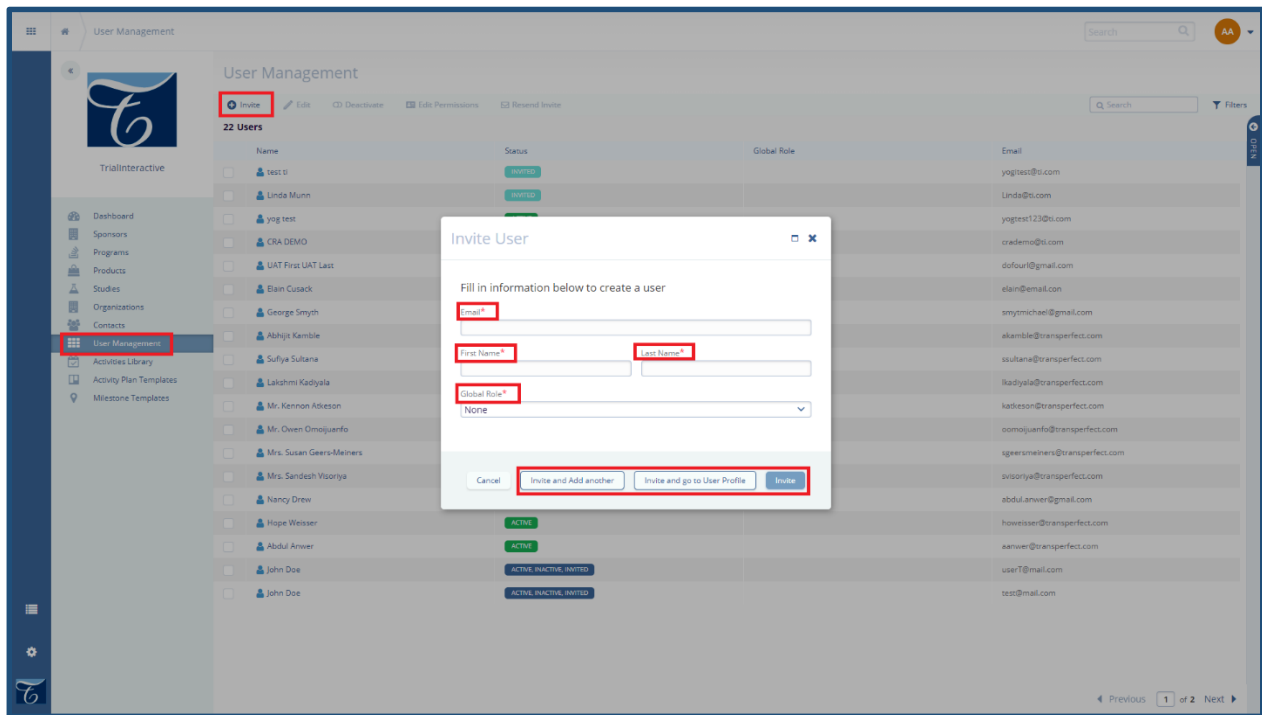 User Management
Search
AA
User Management
Invite Edit Deactivate Edit Permissions Resend Invite
Search
Filters
22 Users
OPEN
TrialInteractive
Dashboard
Sponsors
Programs
Products
Studies
Organizations
Contacts
User Management
Activities Library
Activity Plan Templates
Milestone Templates
Name Status Global Role Email
test ti INVITED yogitest@ti.com
Linda Munn INVITED Linda@ti.com
yog test yogtest123@ti.com
CRA DEMO crademo@ti.com
UAT First UAT Last dofourl@gmail.com
Elain Cusack elain@email.con
George Smyth smytmichael@gmail.com
Abhijit Kamble akamble@transperfect.com
Sufiya Sultana ssultana@transperfect.com
Lakshmi Kadiyala lkadiyala@transperfect.com
Mr. Kennon Atkeson katkeson@transperfect.com
Mr. Owen Omoijuanfo oomoijuanfo@transperfect.com
Mrs. Susan Geers-Meiners sgeersmeiners@transperfect.com
Mrs. Sandesh Visoriya svisoriya@transperfect.com
Nancy Drew abdul.anwer@gmail.com
Hope Weisser ACTIVE howeisser@transperfect.com
Abdul Anwer ACTIVE aanwer@transperfect.com
John Doe ACTIVE, INACTIVE, INVITED userT@mail.com
John Doe ACTIVE, INACTIVE, INVITED test@mail.com
Invite User
Fill in information below to create a user
Email*
First Name* Last Name*
Global Role*
None
Cancel Invite and Add another Invite and go to User Profile Invite
Previous 1 of 2 Next